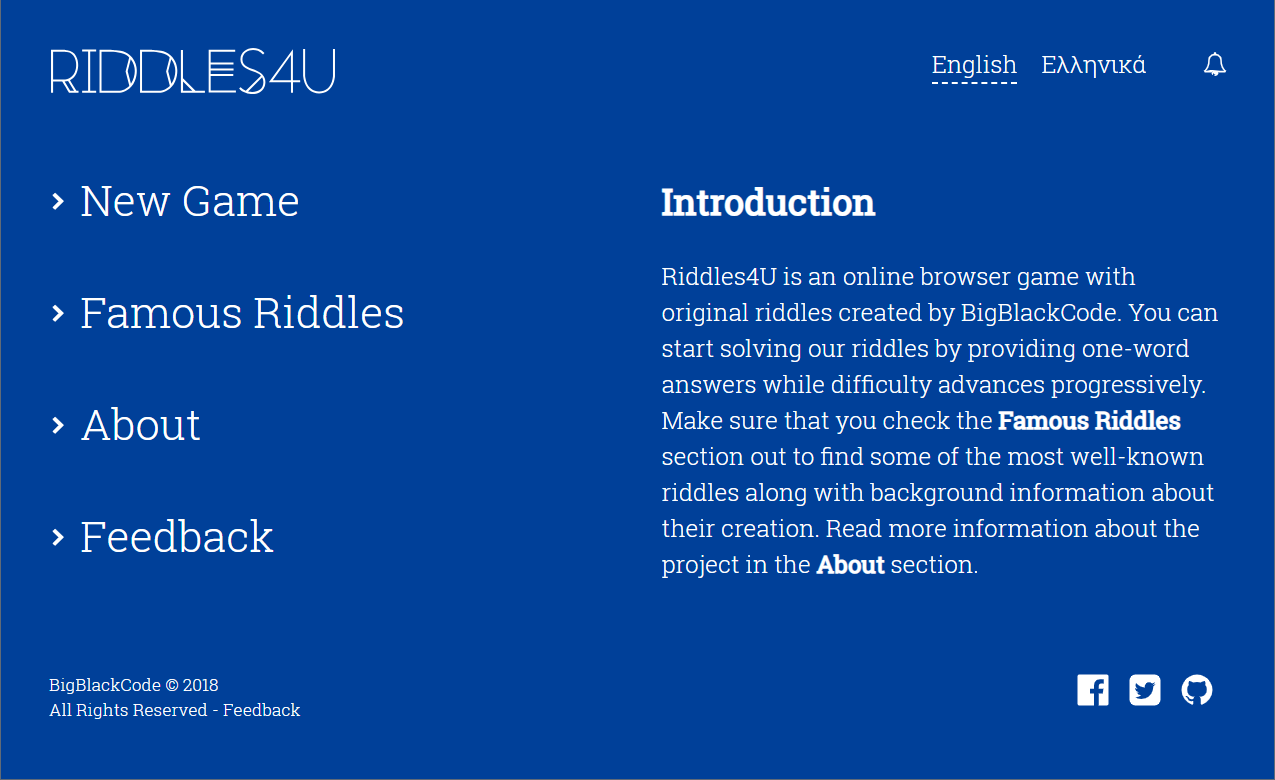 RIDDLES4U
English Ελληνικά
New Game
Famous Riddles
About
Feedback
Introduction
Riddles4U is an online browser game with
original riddles created by BigBlackCode. You can
start solving our riddles by providing one-word
answers while difficulty advances progressively.
Make sure that you check the Famous Riddles
section out to find some of the most well-known
riddles along with background information about
their creation. Read more information about the
project in the About section.
BigBlackCode © 2018
All Rights Reserved - Feedback